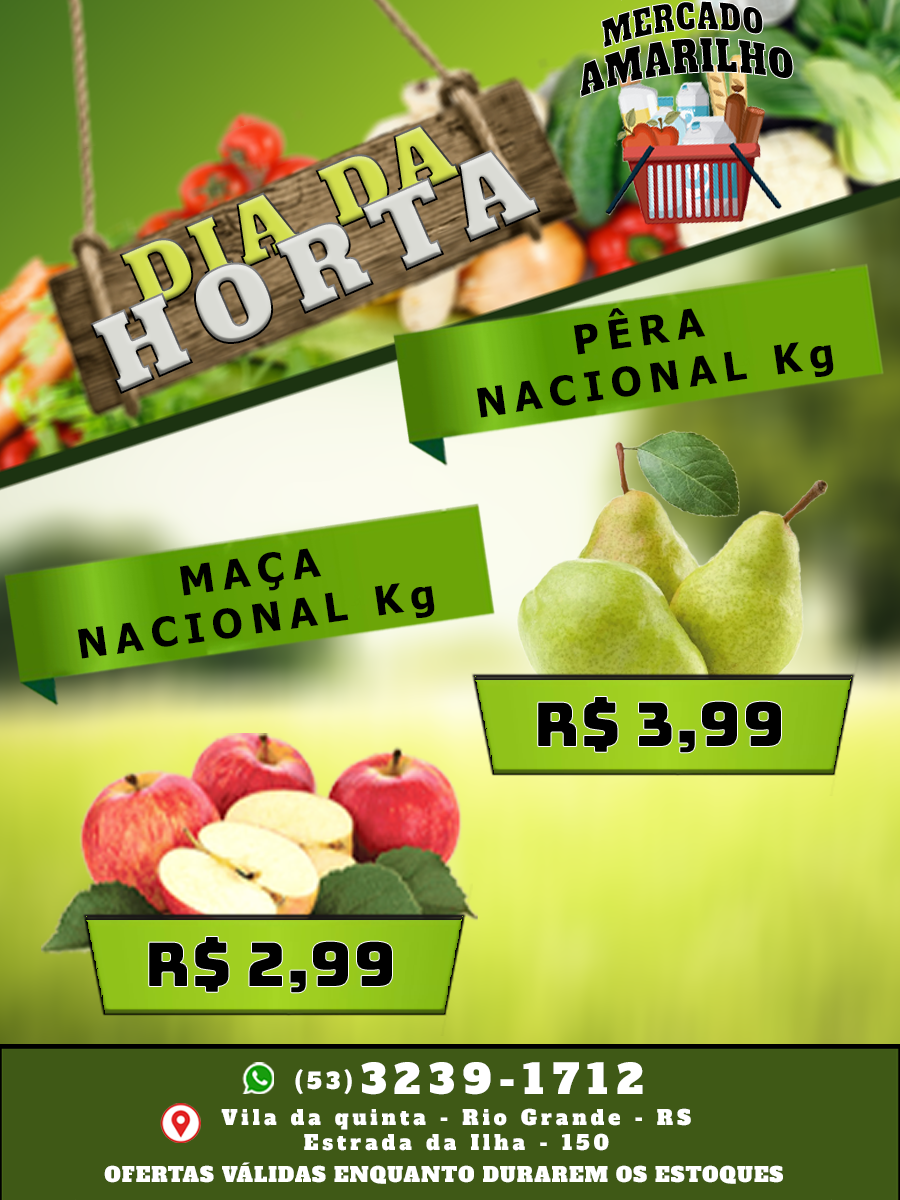 MERCADO
AMARILHO
DIA DA
HORTA
PÊRA
NACIONAL Kg
MAÇA
NACIONAL Kg
R$ 3,99
R$ 2,99
(53) 3239-1712
Vila da quinta - Rio Grande - RS
Estrada da Ilha - 150
OFERTAS VÁLIDAS ENQUANTO DURAREM OS ESTOQUES